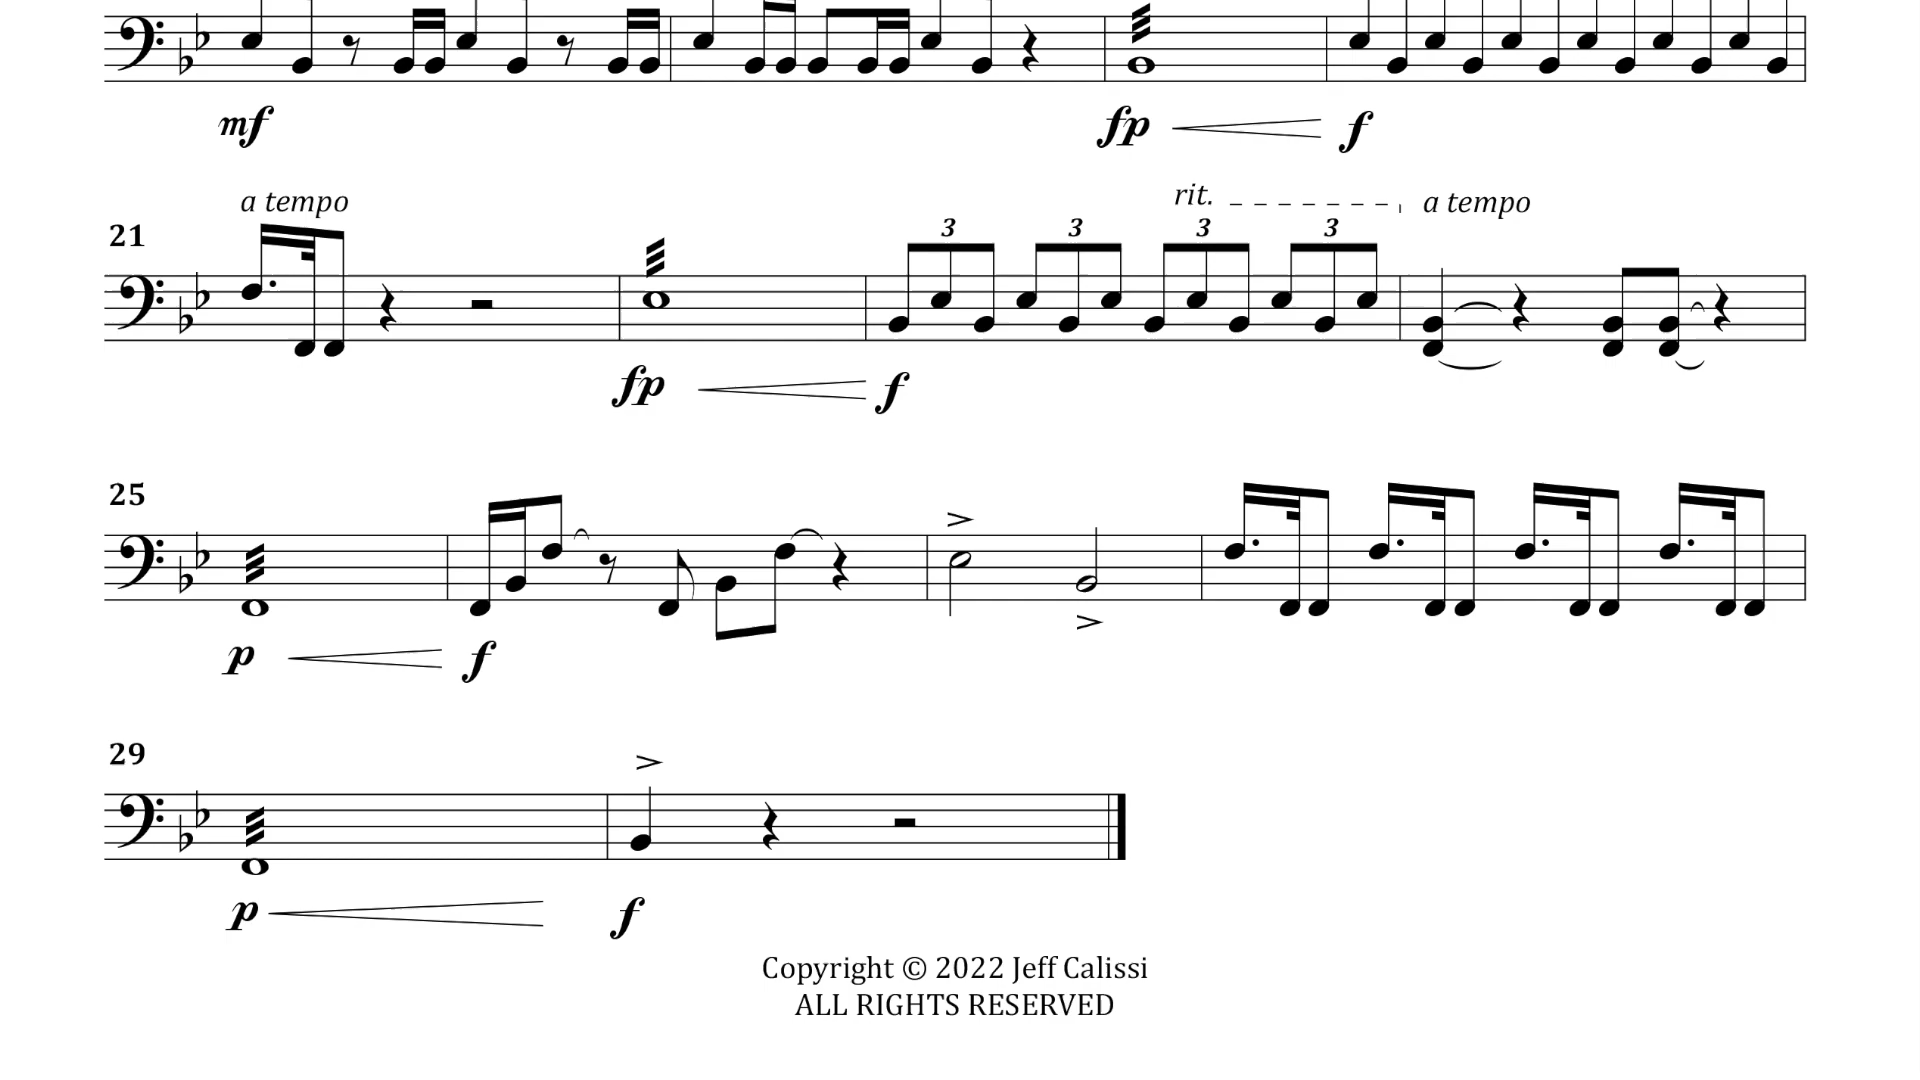 mf fp f
a tempo rit. a tempo
21 3 3 3 3
fp f
25
p f
29
p f
Copyright © 2022 Jeff Calissi
ALL RIGHTS RESERVED